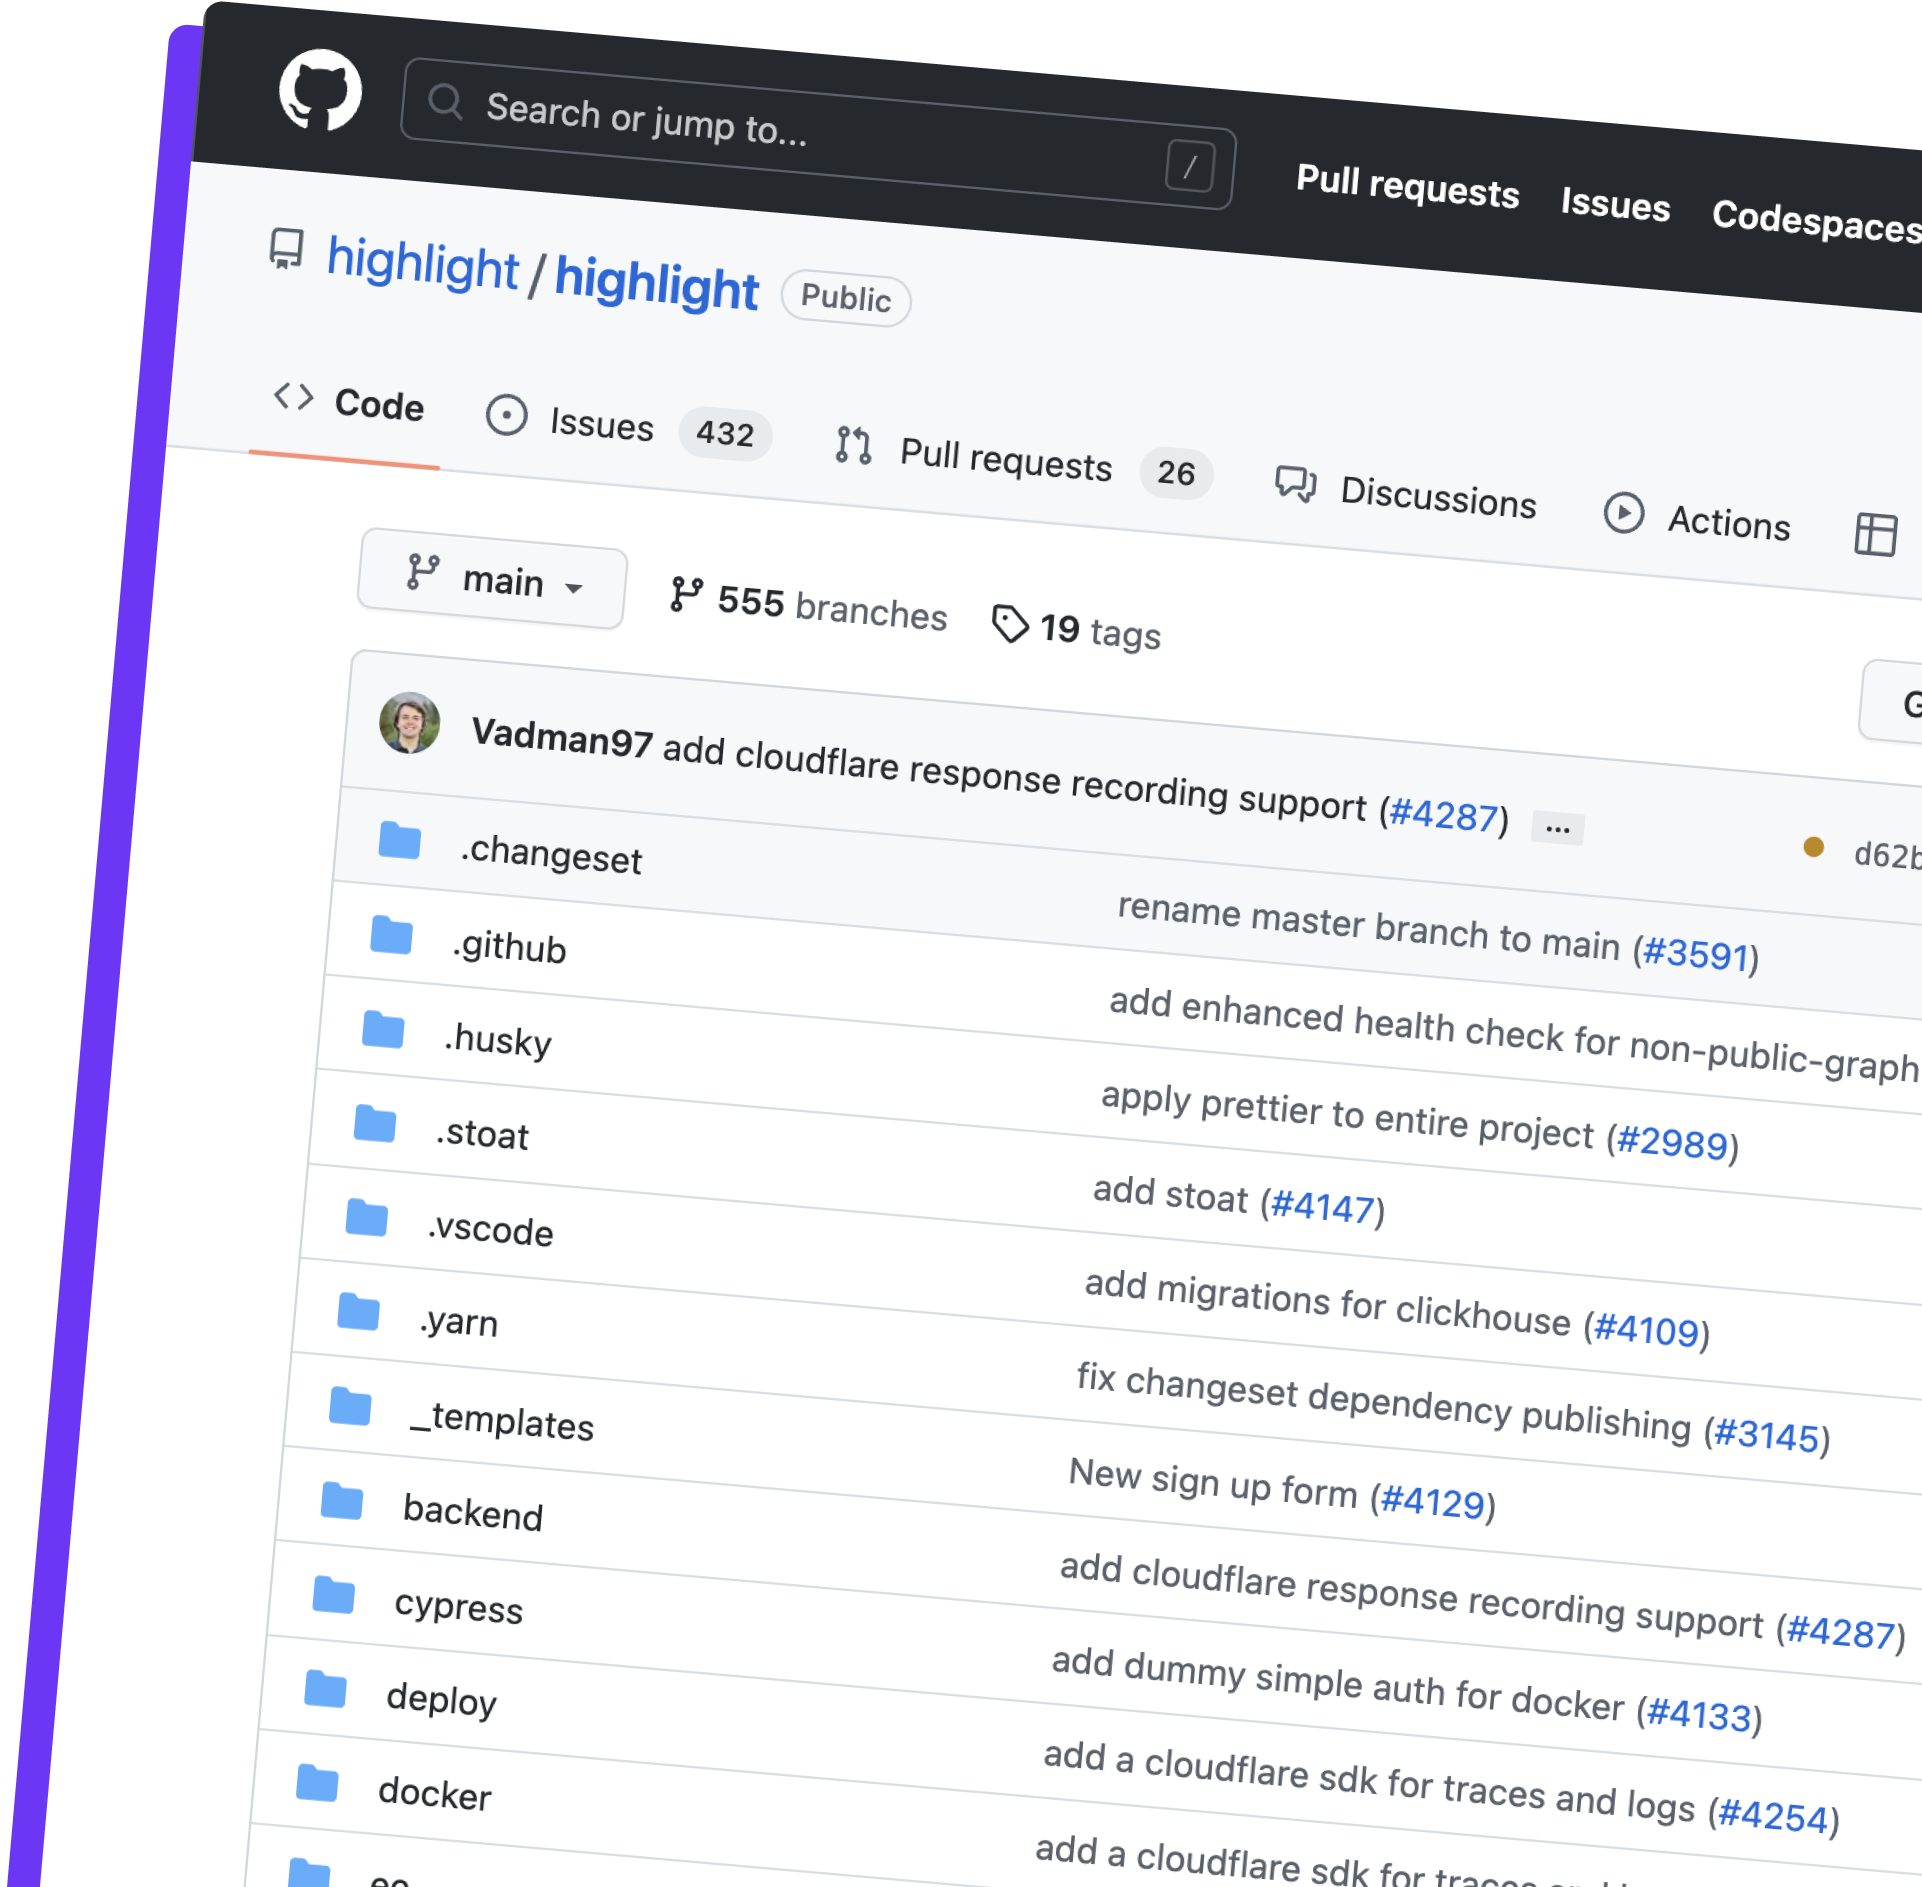 Search or jump to... /
Pull requests Issues Codespaces
highlight / highlight Public
Code Issues 432 Pull requests 26 Discussions Actions
main 555 branches 19 tags
Vadman97 add cloudflare response recording support (#4287) ... d62b
.changeset rename master branch to main (#3591)
.github add enhanced health check for non-public-graph
.husky apply prettier to entire project (#2989)
.stoat add stoat (#4147)
.vscode add migrations for clickhouse (#4109)
.yarn fix changeset dependency publishing (#3145)
_templates New sign up form (#4129)
backend add cloudflare response recording support (#4287)
cypress add dummy simple auth for docker (#4133)
deploy add a cloudflare sdk for traces and logs (#4254)
docker add a cloudflare sdk for traces